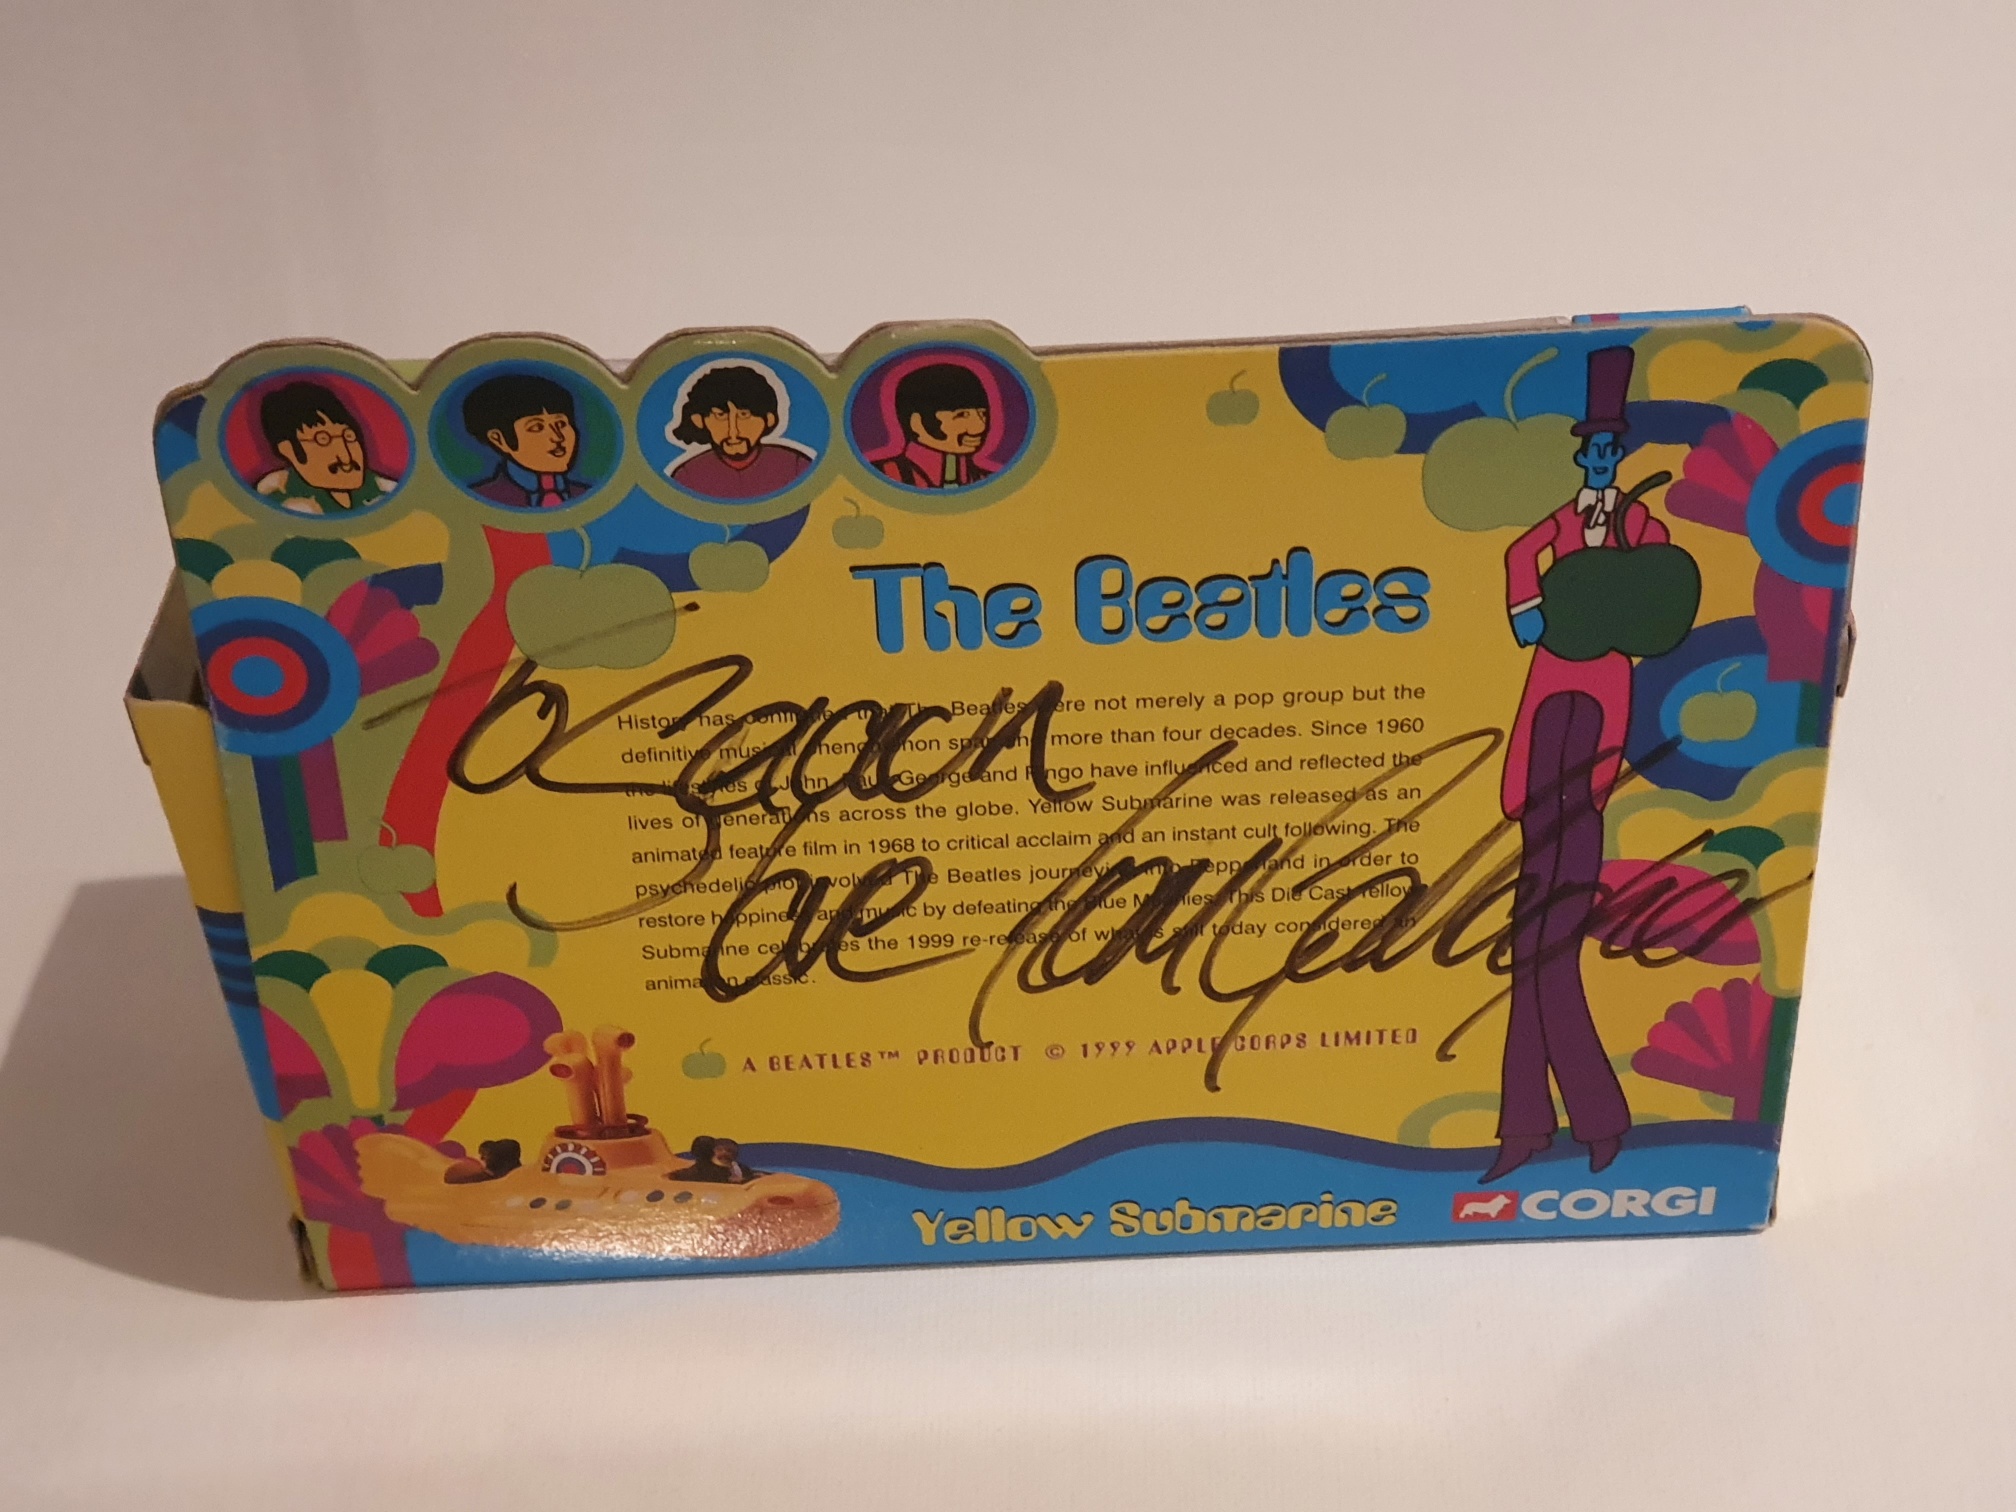 The Beatles
History has confirmed that The Beatles were not merely a pop group but the
definitive musical phenomenon spanning more than four decades. Since 1960
the lifestyles of John, Paul, George and Ringo have influenced and reflected the
lives of generations across the globe. Yellow Submarine was released as an
animated feature film in 1968 to critical acclaim and an instant cult following. The
psychedelic plot involved The Beatles journeying into Pepperland in order to
restore happiness and music by defeating the Blue Meanies. This Die Cast Yellow
Submarine celebrates the 1999 re-release of what is still today considered an
animation classic.
To
love
A BEATLES™ PRODUCT © 1999 APPLE CORPS LIMITED
Yellow Submarine
CORGI